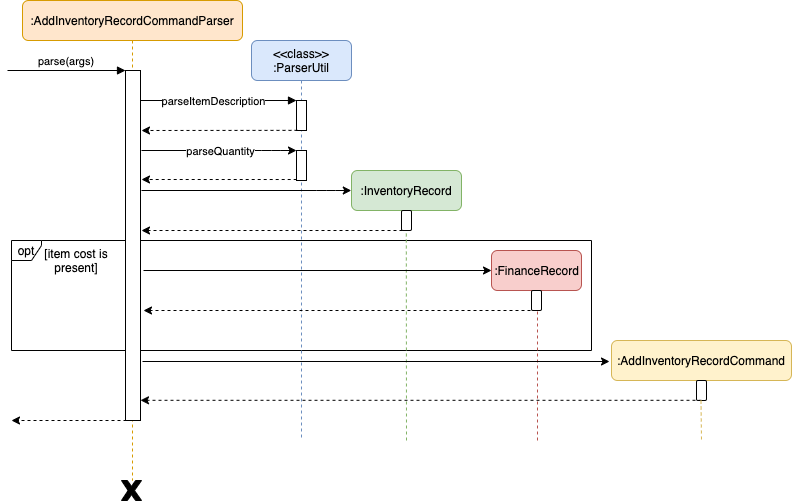 :AddInventoryRecordCommandParser
<<class>>
:ParserUtil
parse(args)
parseItemDescription
parseQuantity
:InventoryRecord
opt
[item cost is
present]
:FinanceRecord
:AddInventoryRecordCommand
X